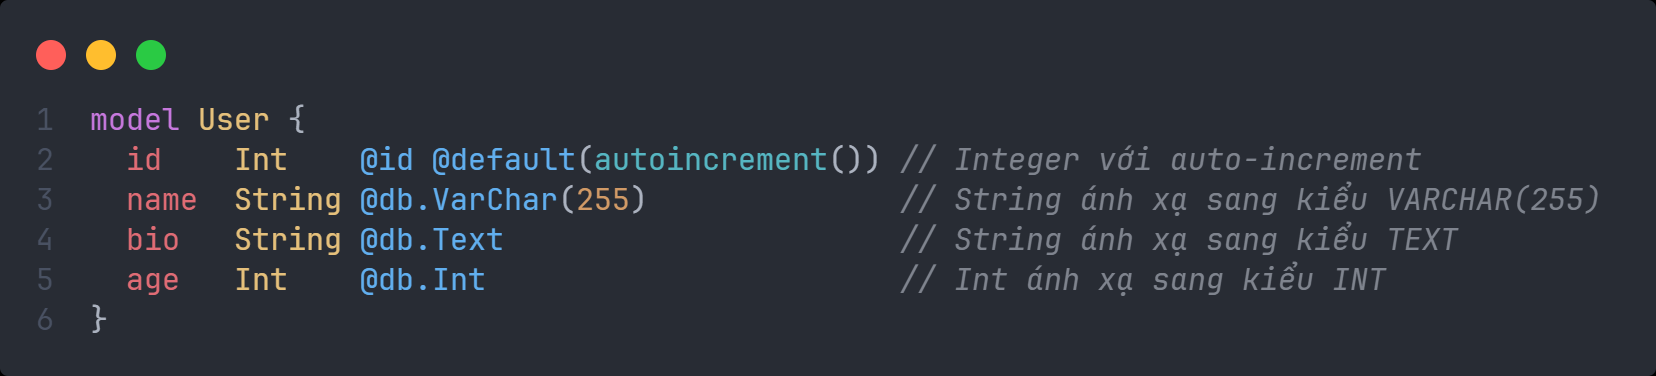 1 model User {
2   id    Int    @id @default(autoincrement()) // Integer với auto-increment
3   name  String @db.VarChar(255)              // String ánh xạ sang kiểu VARCHAR(255)
4   bio   String @db.Text                      // String ánh xạ sang kiểu TEXT
5   age   Int    @db.Int                       // Int ánh xạ sang kiểu INT
6 }